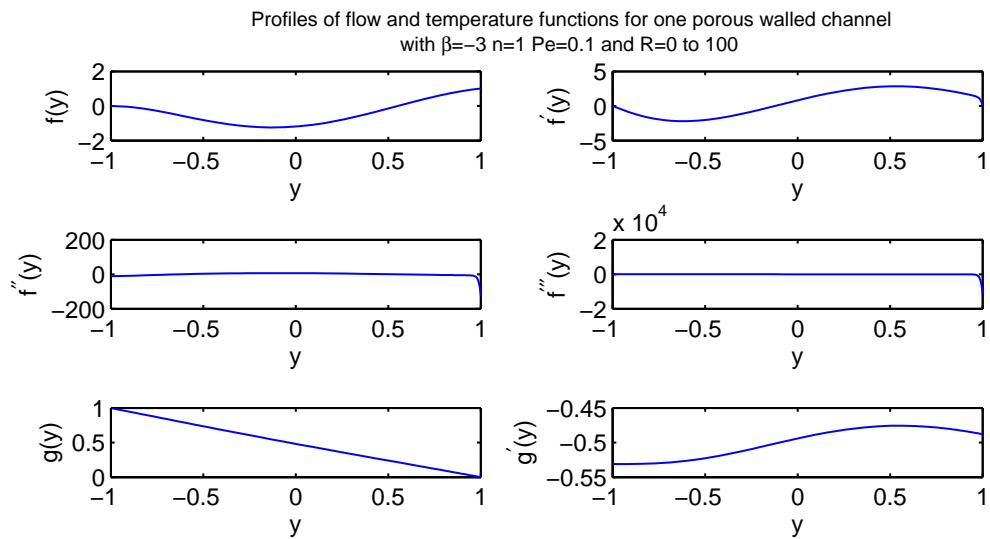 Profiles of flow and temperature functions for one porous walled channel
with β=−3 n=1 Pe=0.1 and R=0 to 100
2
0
−2
f(y)
−1 −0.5 0 0.5 1
y
5
0
−5
f′(y)
−1 −0.5 0 0.5 1
y
200
0
−200
f″(y)
−1 −0.5 0 0.5 1
y
x 10⁴
2
0
−2
f‴(y)
−1 −0.5 0 0.5 1
y
1
0.5
0
g(y)
−1 −0.5 0 0.5 1
y
−0.45
−0.5
−0.55
g′(y)
−1 −0.5 0 0.5 1
y